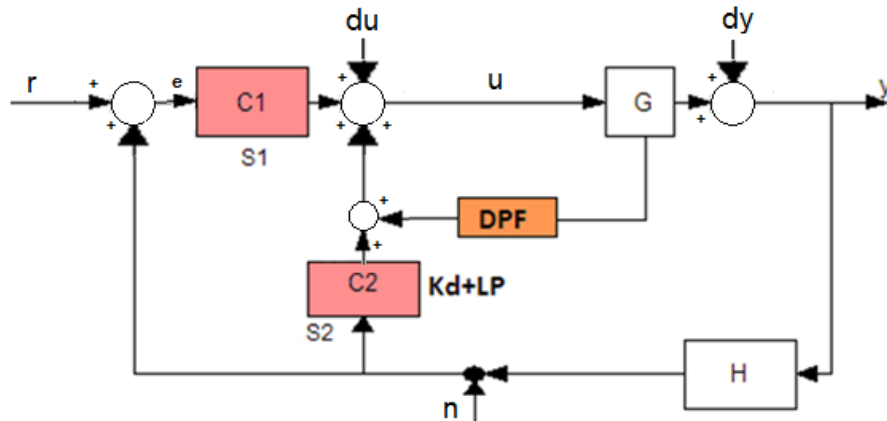 du
dy
r
+
e
C1
+
u
G
+
y
+
+
+
+
S1
DPF
+
+
C2
Kd+LP
S2
H
n